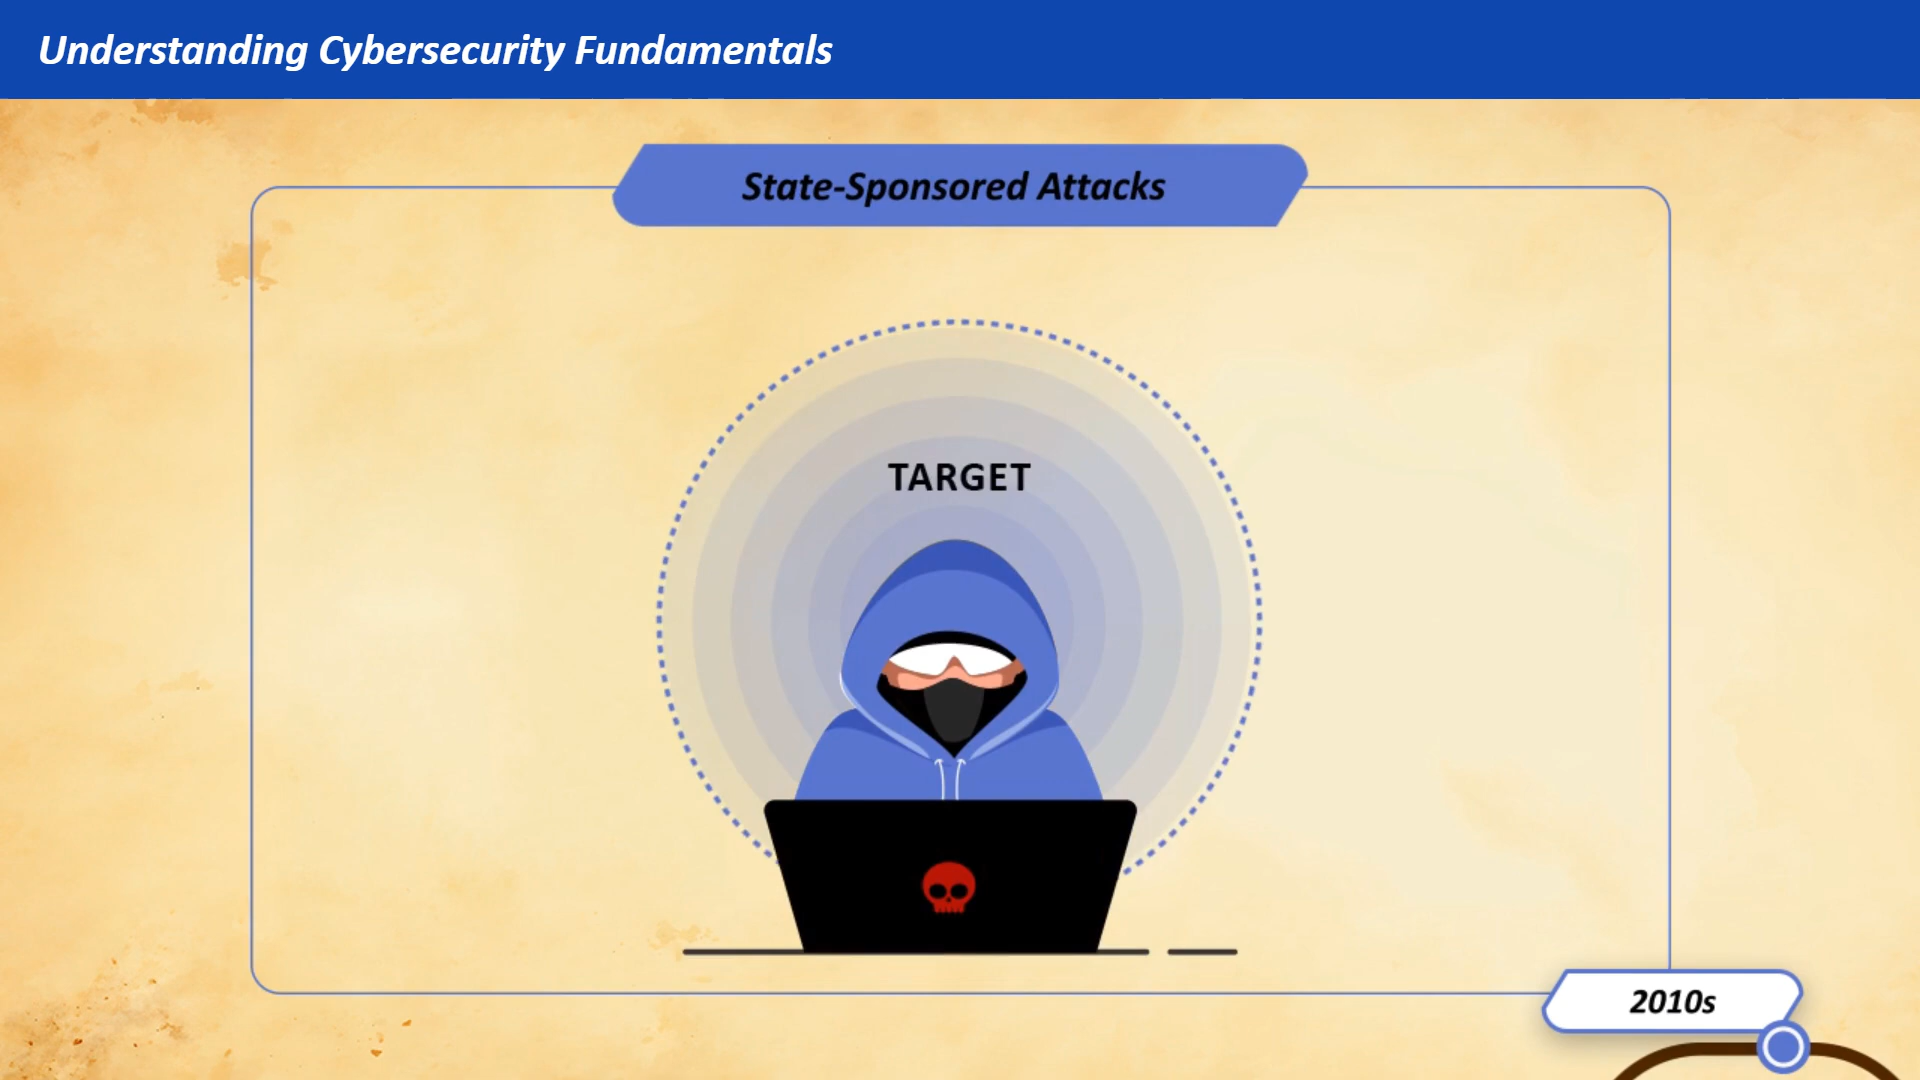 Understanding Cybersecurity Fundamentals
State-Sponsored Attacks
TARGET
2010s